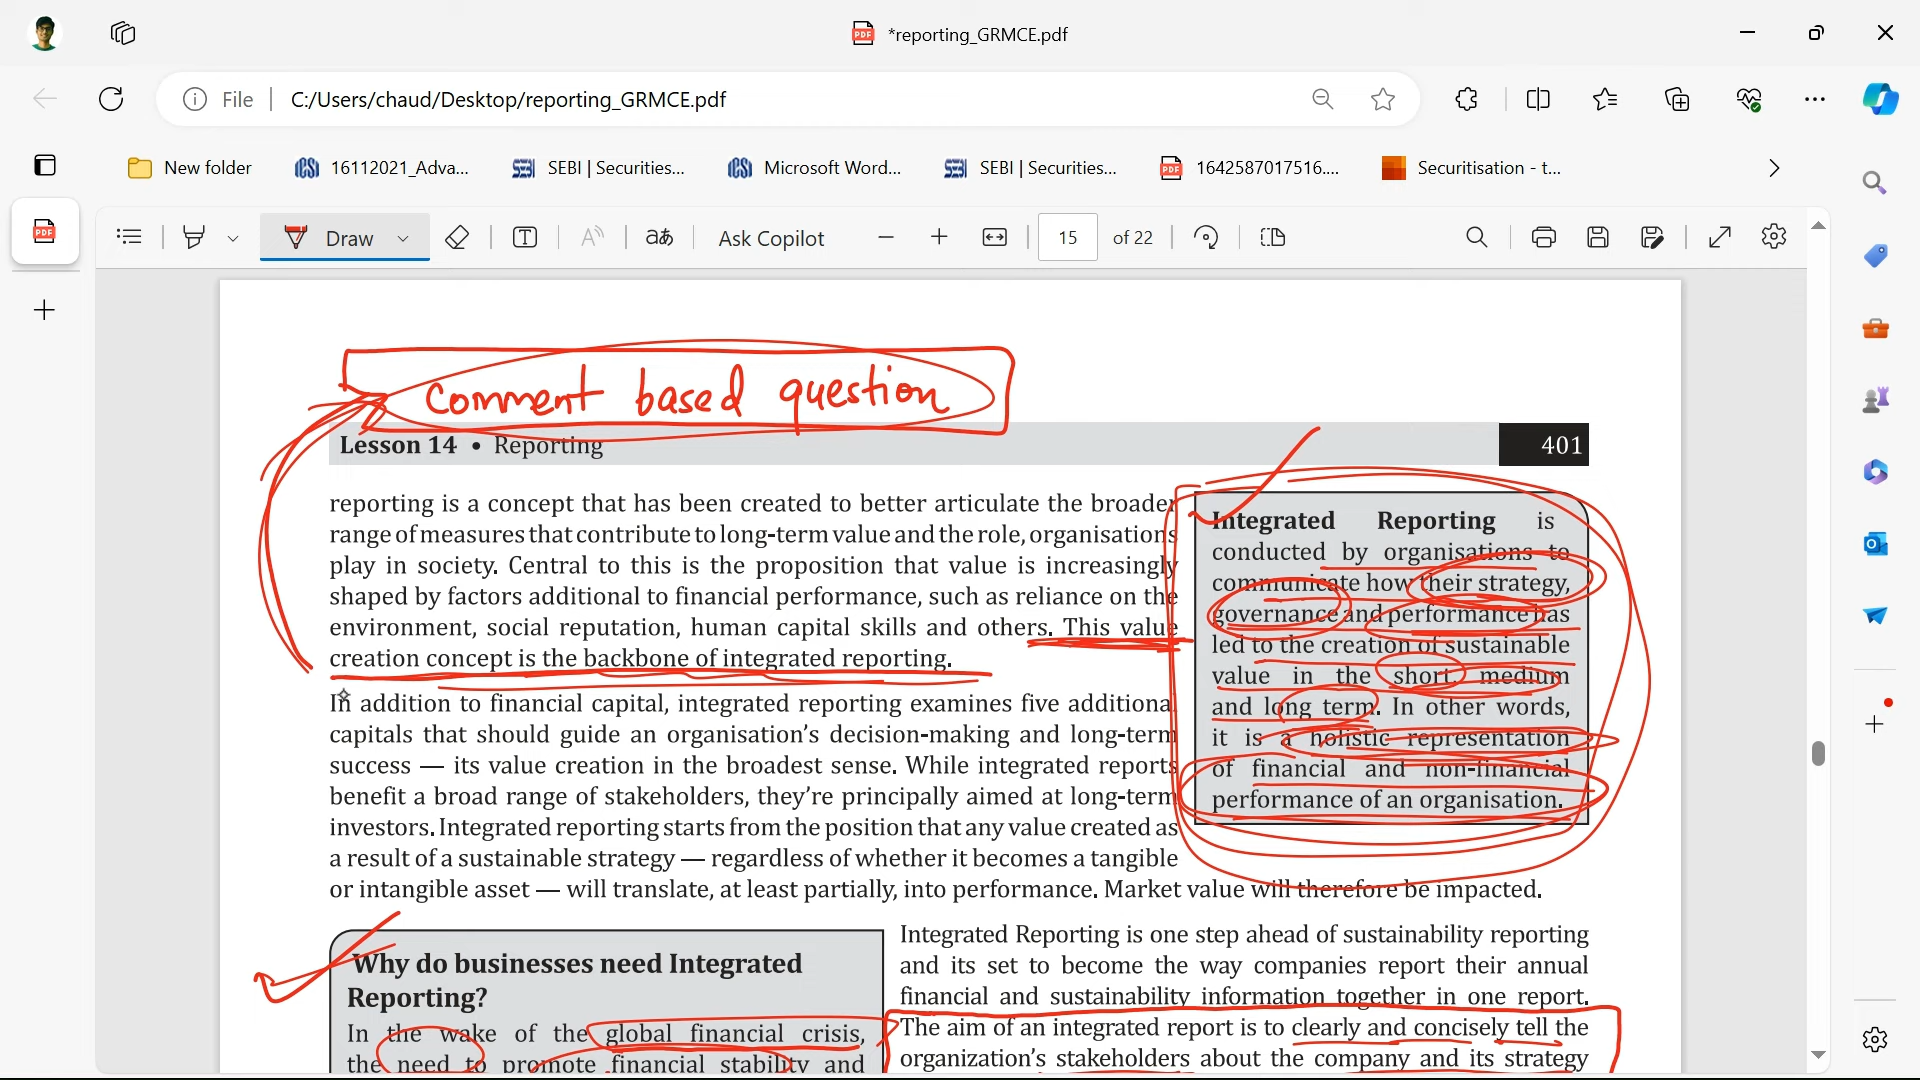 *reporting_GRMCE.pdf
File
C:/Users/chaud/Desktop/reporting_GRMCE.pdf
New folder
16112021_Adva...
SEBI | Securities...
Microsoft Word...
SEBI | Securities...
1642587017516....
Securitisation - t...
Draw
Ask Copilot
15 of 22
comment based question
Lesson 14 • Reporting 401
reporting is a concept that has been created to better articulate the broader
range of measures that contribute to long-term value and the role, organisations
play in society. Central to this is the proposition that value is increasingly
shaped by factors additional to financial performance, such as reliance on the
environment, social reputation, human capital skills and others. This value
creation concept is the backbone of integrated reporting.
Integrated Reporting is
conducted by organisations to
communicate how their strategy,
governance and performance has
led to the creation of sustainable
value in the short, medium
and long term. In other words,
it is a holistic representation
of financial and non-financial
performance of an organisation.
In addition to financial capital, integrated reporting examines five additional
capitals that should guide an organisation's decision-making and long-term
success — its value creation in the broadest sense. While integrated reports
benefit a broad range of stakeholders, they're principally aimed at long-term
investors. Integrated reporting starts from the position that any value created as
a result of a sustainable strategy — regardless of whether it becomes a tangible
or intangible asset — will translate, at least partially, into performance. Market value will therefore be impacted.
Why do businesses need Integrated
Reporting?
In the wake of the global financial crisis,
the need to promote financial stability and
Integrated Reporting is one step ahead of sustainability reporting
and its set to become the way companies report their annual
financial and sustainability information together in one report.
The aim of an integrated report is to clearly and concisely tell the
organization's stakeholders about the company and its strategy